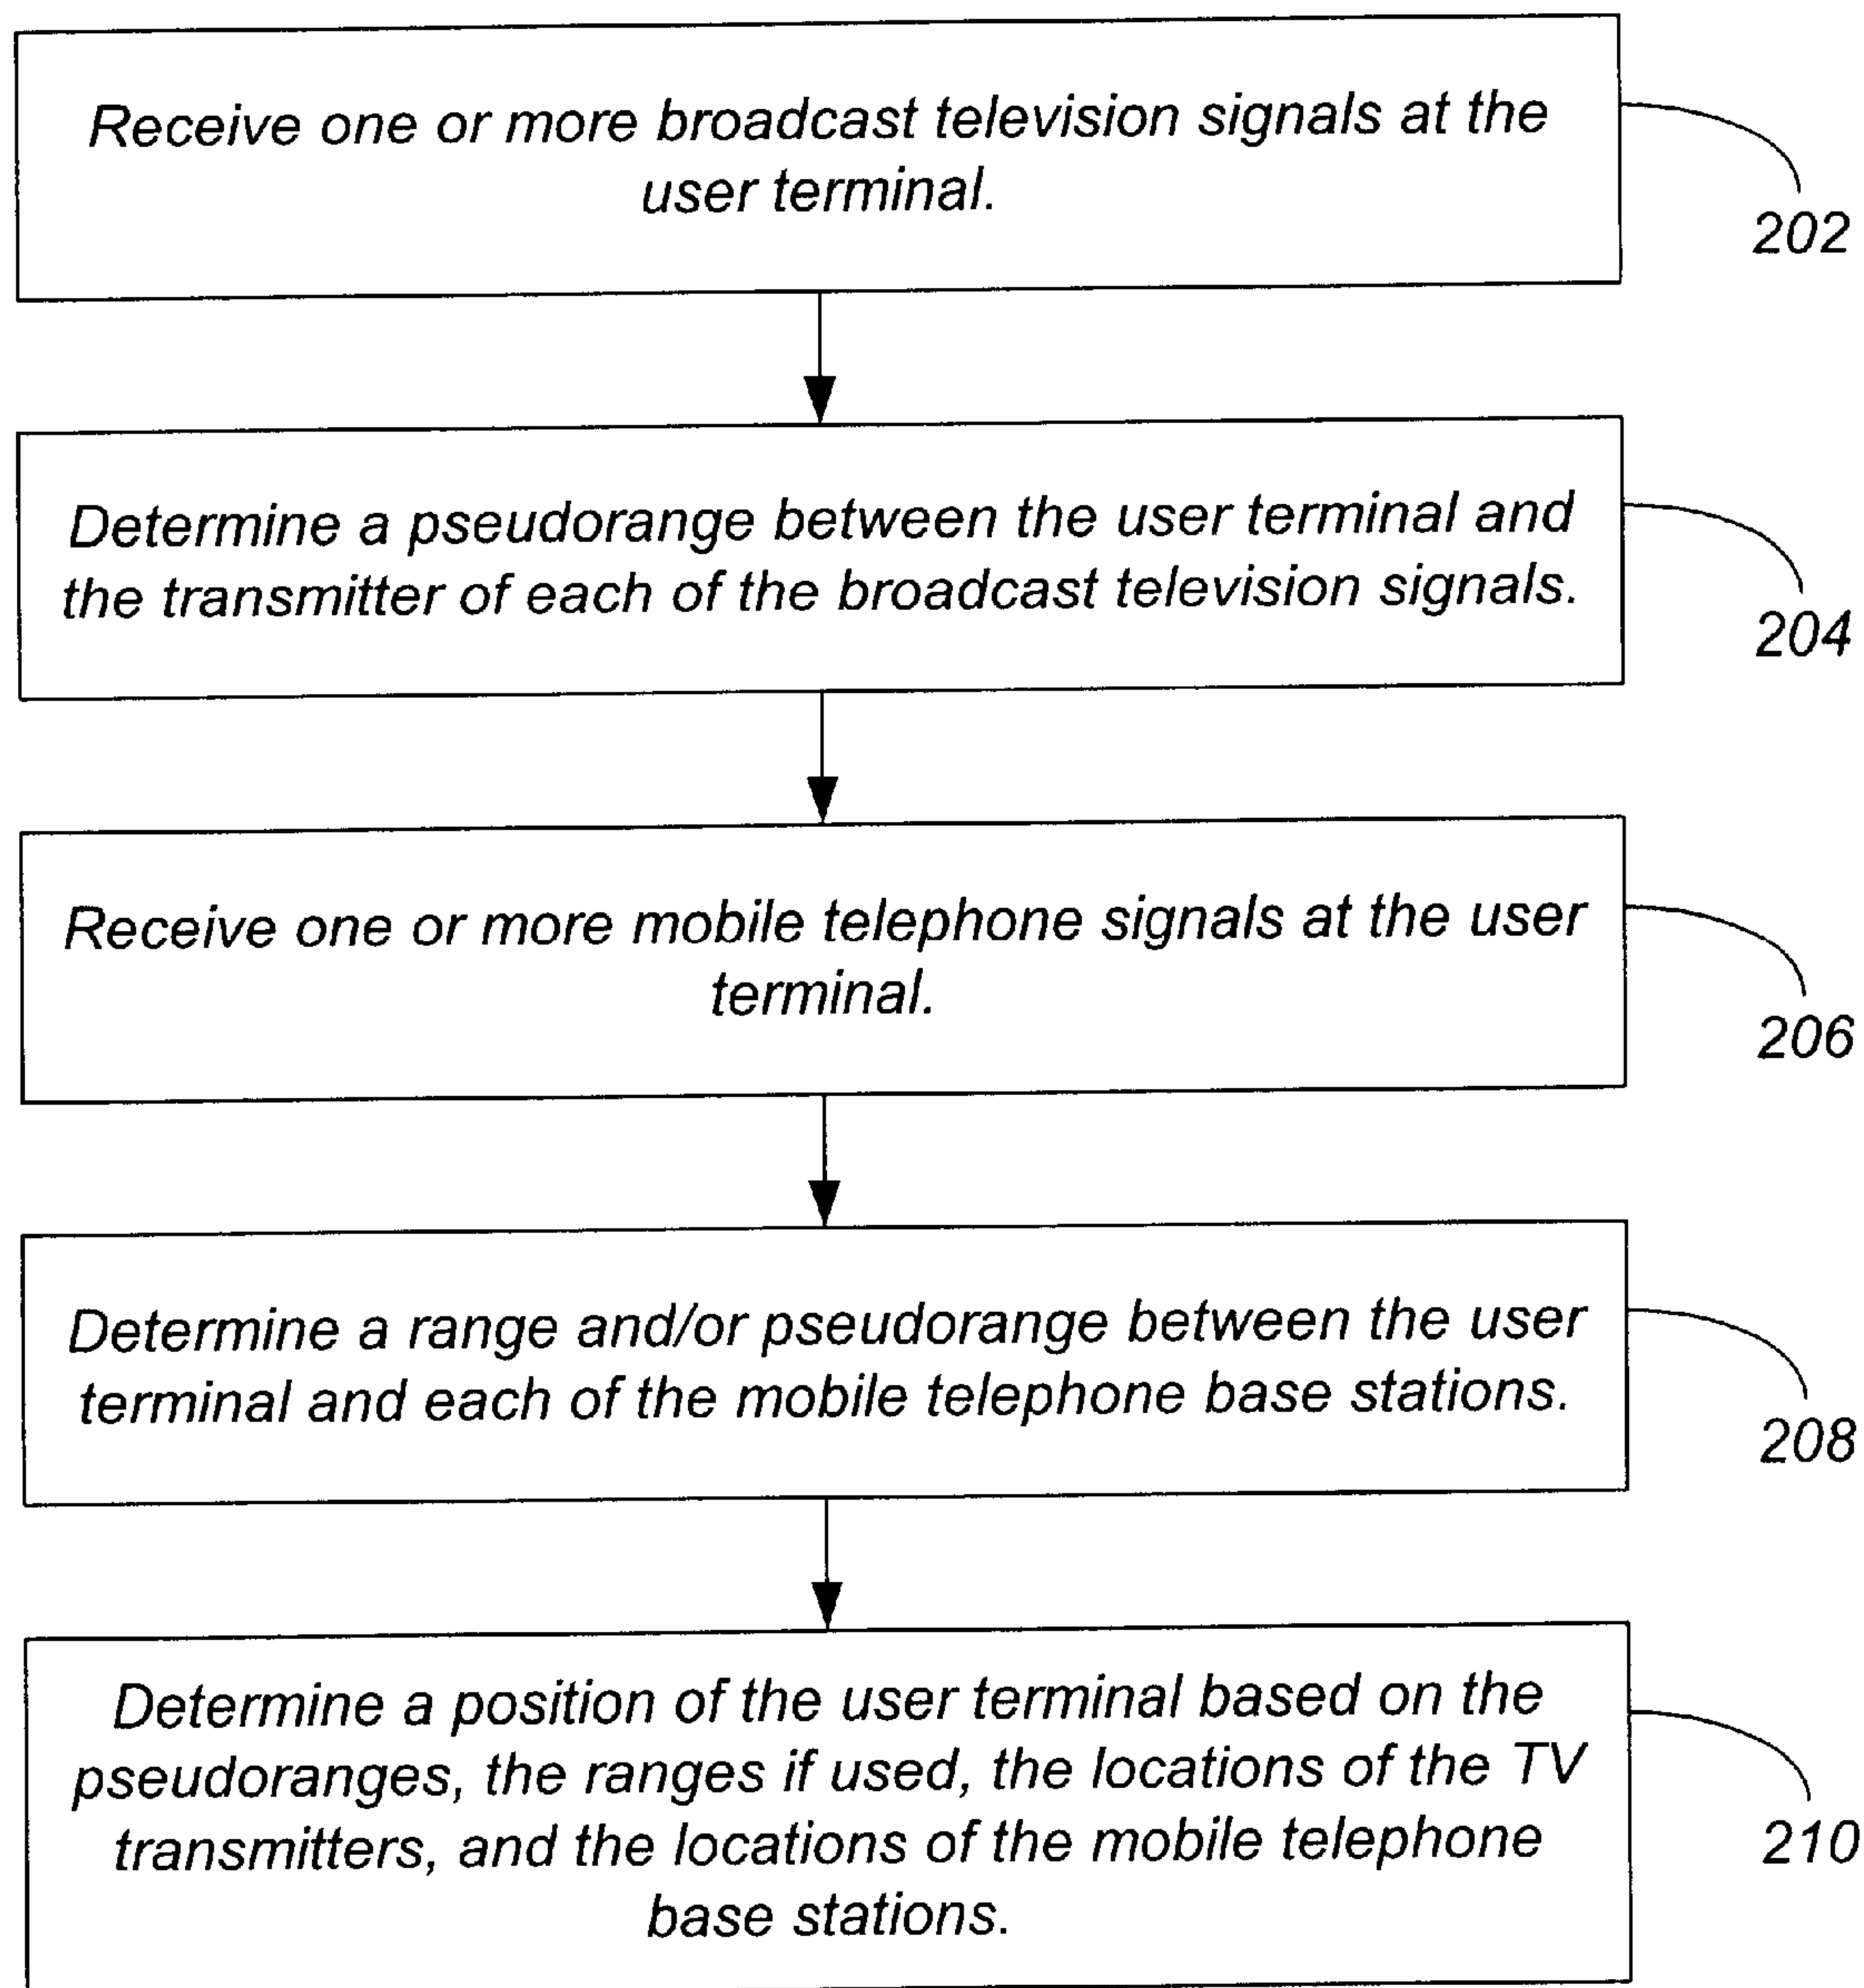 Receive one or more broadcast television signals at the
user terminal.
202
Determine a pseudorange between the user terminal and
the transmitter of each of the broadcast television signals.
204
Receive one or more mobile telephone signals at the user
terminal.
206
Determine a range and/or pseudorange between the user
terminal and each of the mobile telephone base stations.
208
Determine a position of the user terminal based on the
pseudoranges, the ranges if used, the locations of the TV
transmitters, and the locations of the mobile telephone
base stations.
210